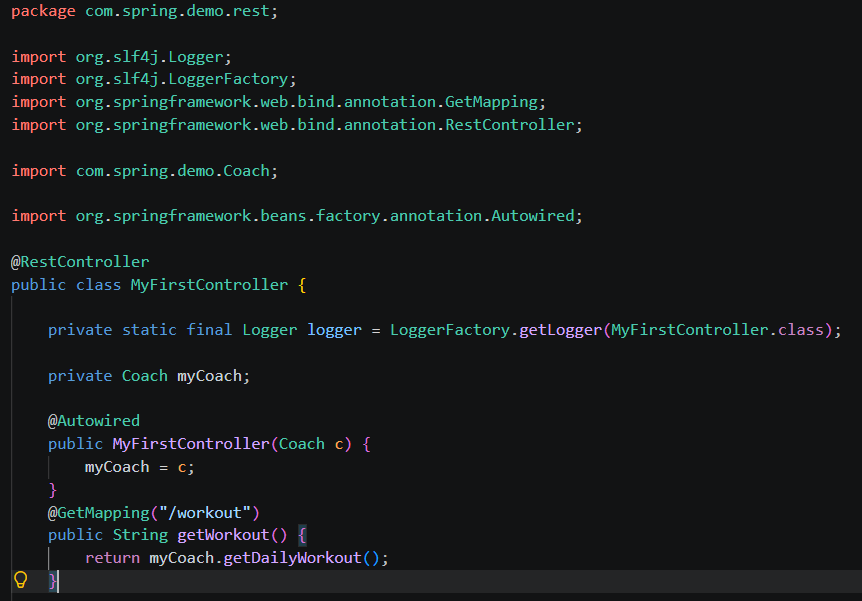 package com.spring.demo.rest;
import org.slf4j.Logger;
import org.slf4j.LoggerFactory;
import org.springframework.web.bind.annotation.GetMapping;
import org.springframework.web.bind.annotation.RestController;
import com.spring.demo.Coach;
import org.springframework.beans.factory.annotation.Autowired;
@RestController
public class MyFirstController {
    private static final Logger logger = LoggerFactory.getLogger(MyFirstController.class);
    private Coach myCoach;
    @Autowired
    public MyFirstController(Coach c) {
        myCoach = c;
    }
    @GetMapping("/workout")
    public String getWorkout() {
        return myCoach.getDailyWorkout();
    }